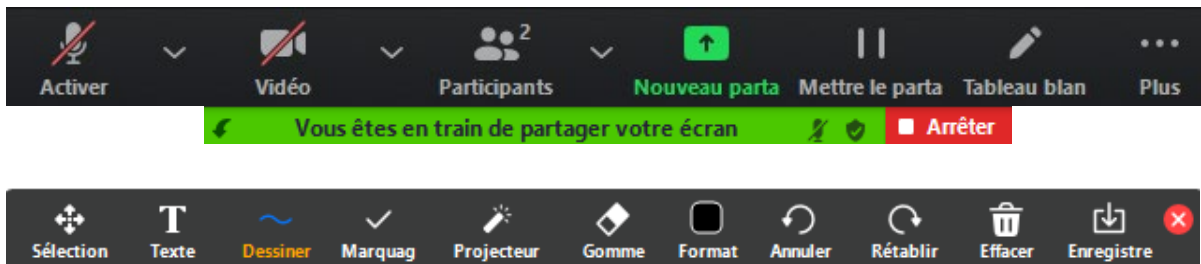 2
Activer Vidéo Participants Nouveau parta Mettre le parta Tableau blan Plus
Vous êtes en train de partager votre écran Arrêter
T
Sélection Texte Dessiner Marquag Projecteur Gomme Format Annuler Rétablir Effacer Enregistre